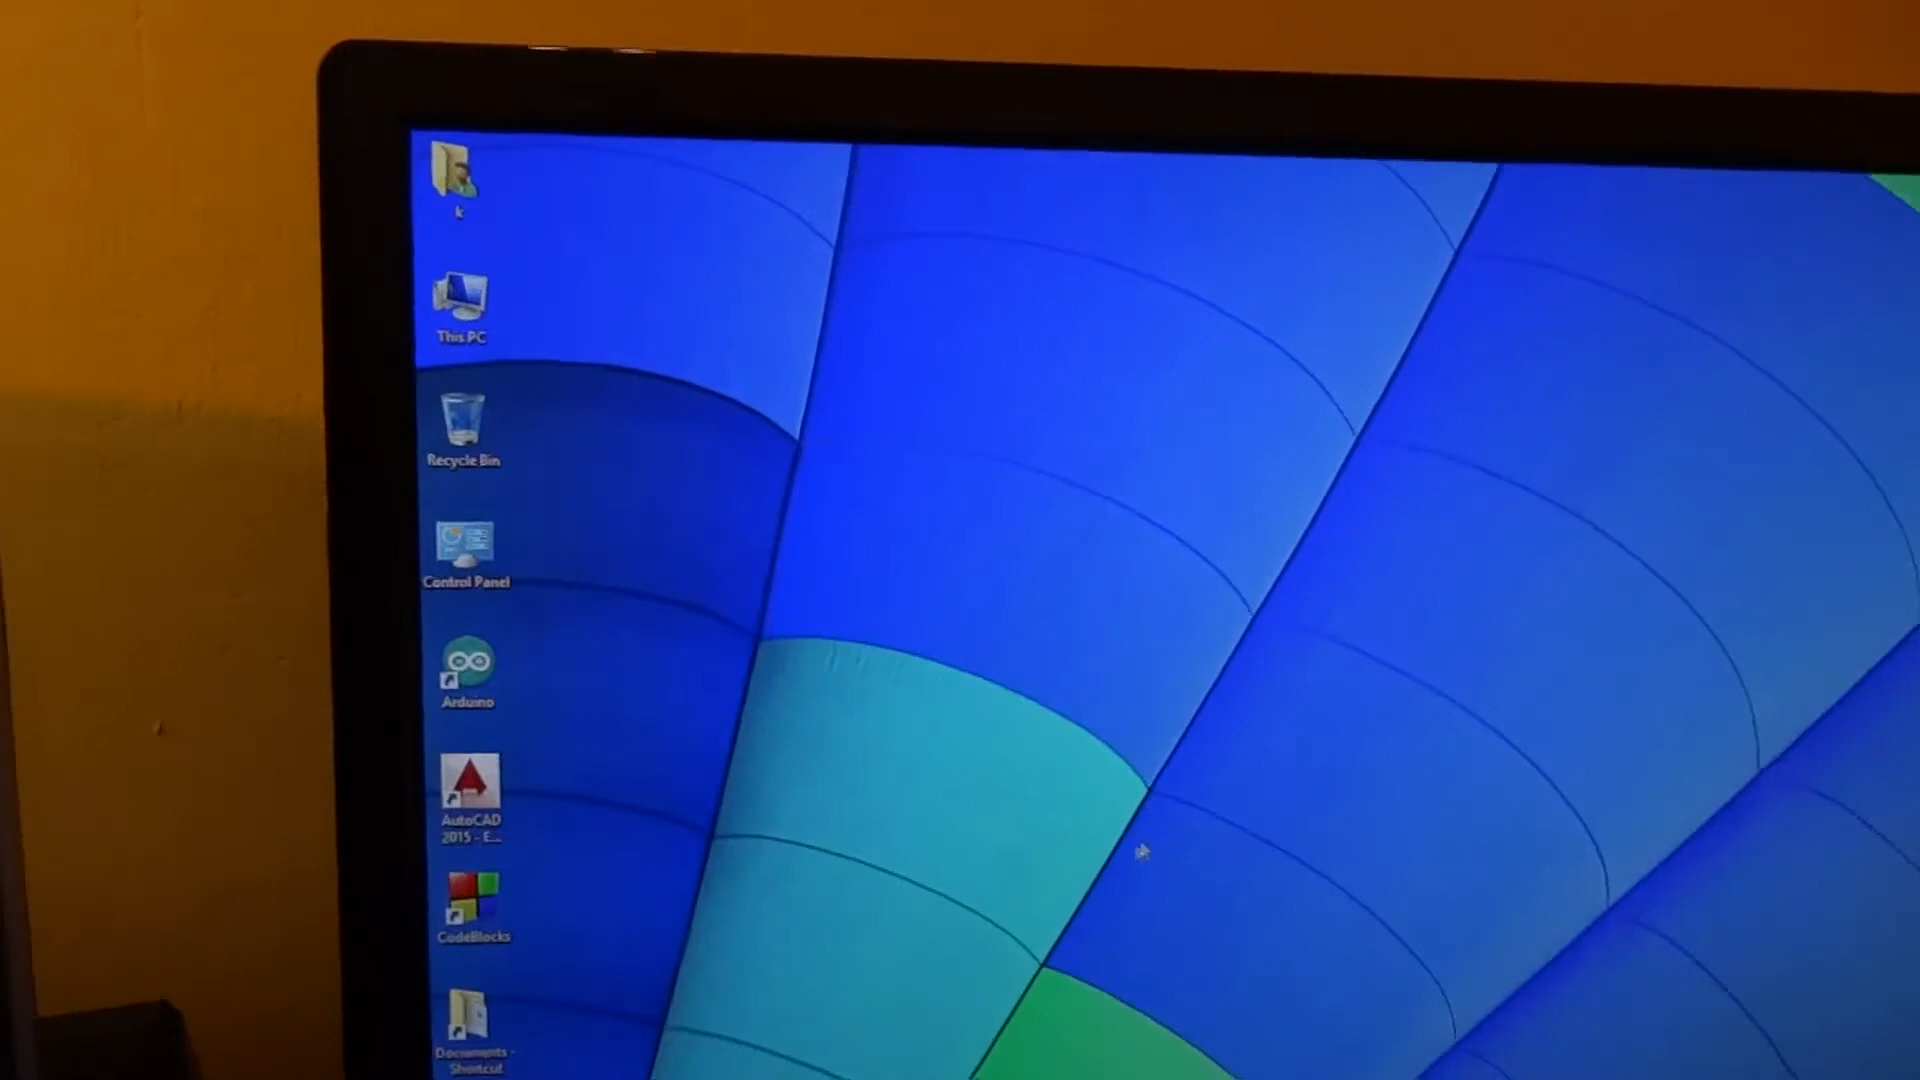 k
This PC
Recycle Bin
Control Panel
Arduino
AutoCAD
2015 - E...
CodeBlocks
Documents -
Shortcut